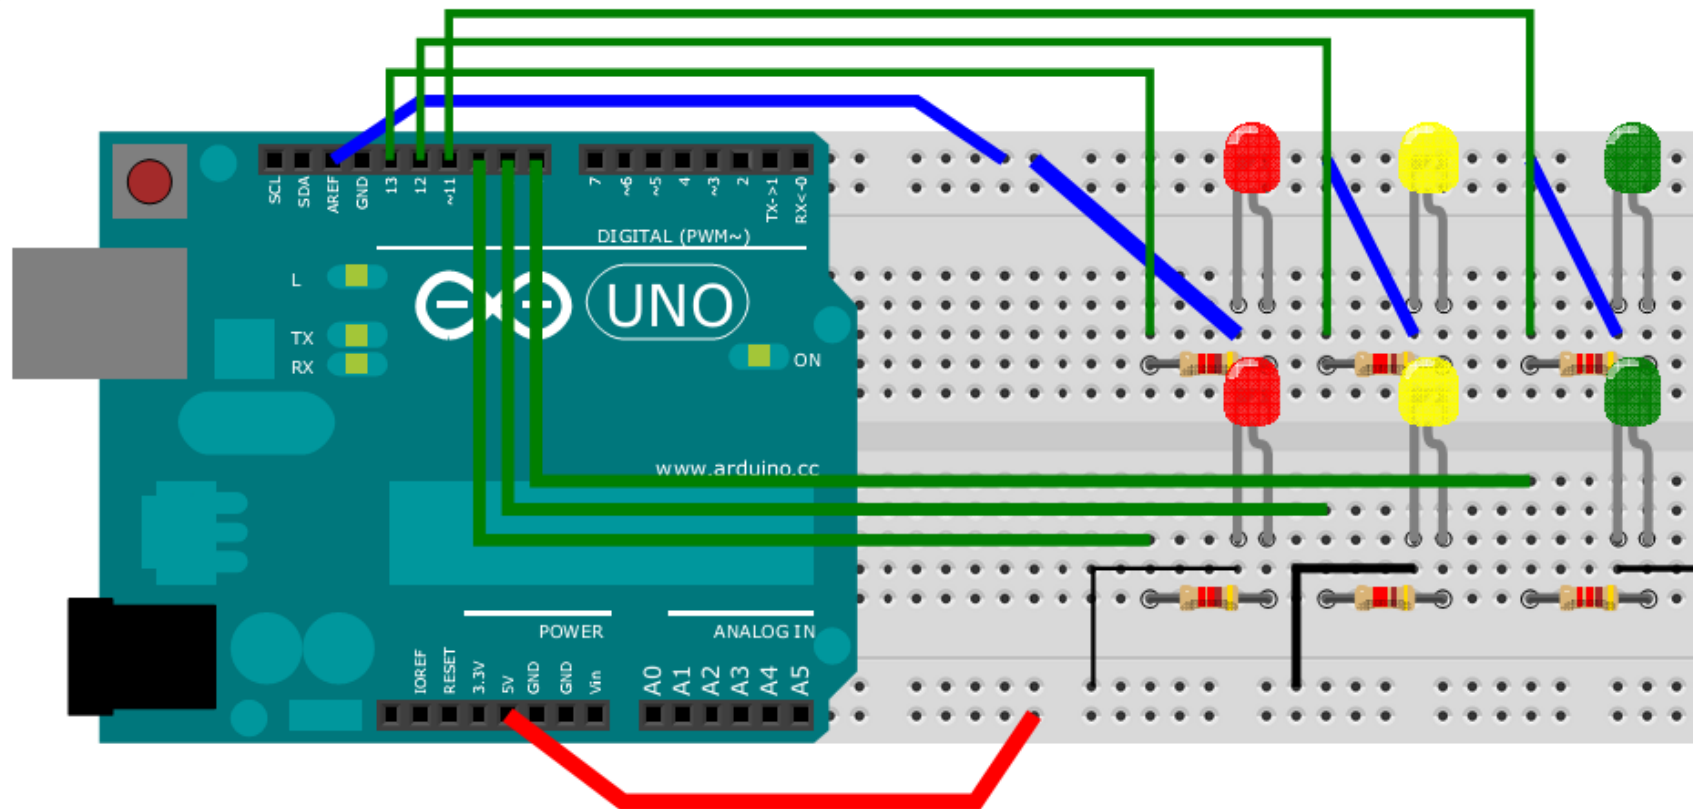 SCL
SDA
AREF
GND
13
12
~11
7
~6
~5
4
~3
2
TX->1
RX<-0
DIGITAL (PWM~)
L
TX
RX
UNO
ON
www.arduino.cc
POWER
ANALOG IN
IOREF
RESET
3.3V
5V
GND
GND
Vin
A0
A1
A2
A3
A4
A5